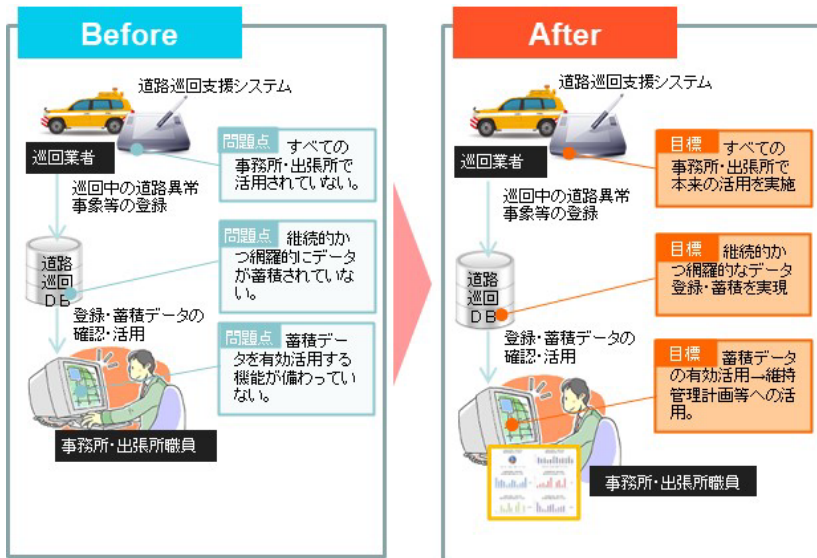 Before
道路巡回支援システム
巡回業者
問題点 すべての
事務所・出張所で
活用されていない。
巡回中の道路異常
事象等の登録
道路
巡回
DB
問題点 継続的か
つ網羅的にデータ
が蓄積されていな
い。
登録・蓄積データの
確認・活用
問題点 蓄積デー
タを有効活用する
機能が備わってい
ない。
事務所・出張所職員
After
道路巡回支援システム
巡回業者
目標 すべての
事務所・出張所で
本来の活用を実施
巡回中の道路異常
事象等の登録
道路
巡回
DB
目標 継続的か
つ網羅的なデータ
登録・蓄積を実現
登録・蓄積データの
確認・活用
目標 蓄積データ
の有効活用→維持
管理計画等への活
用。
事務所・出張所職員